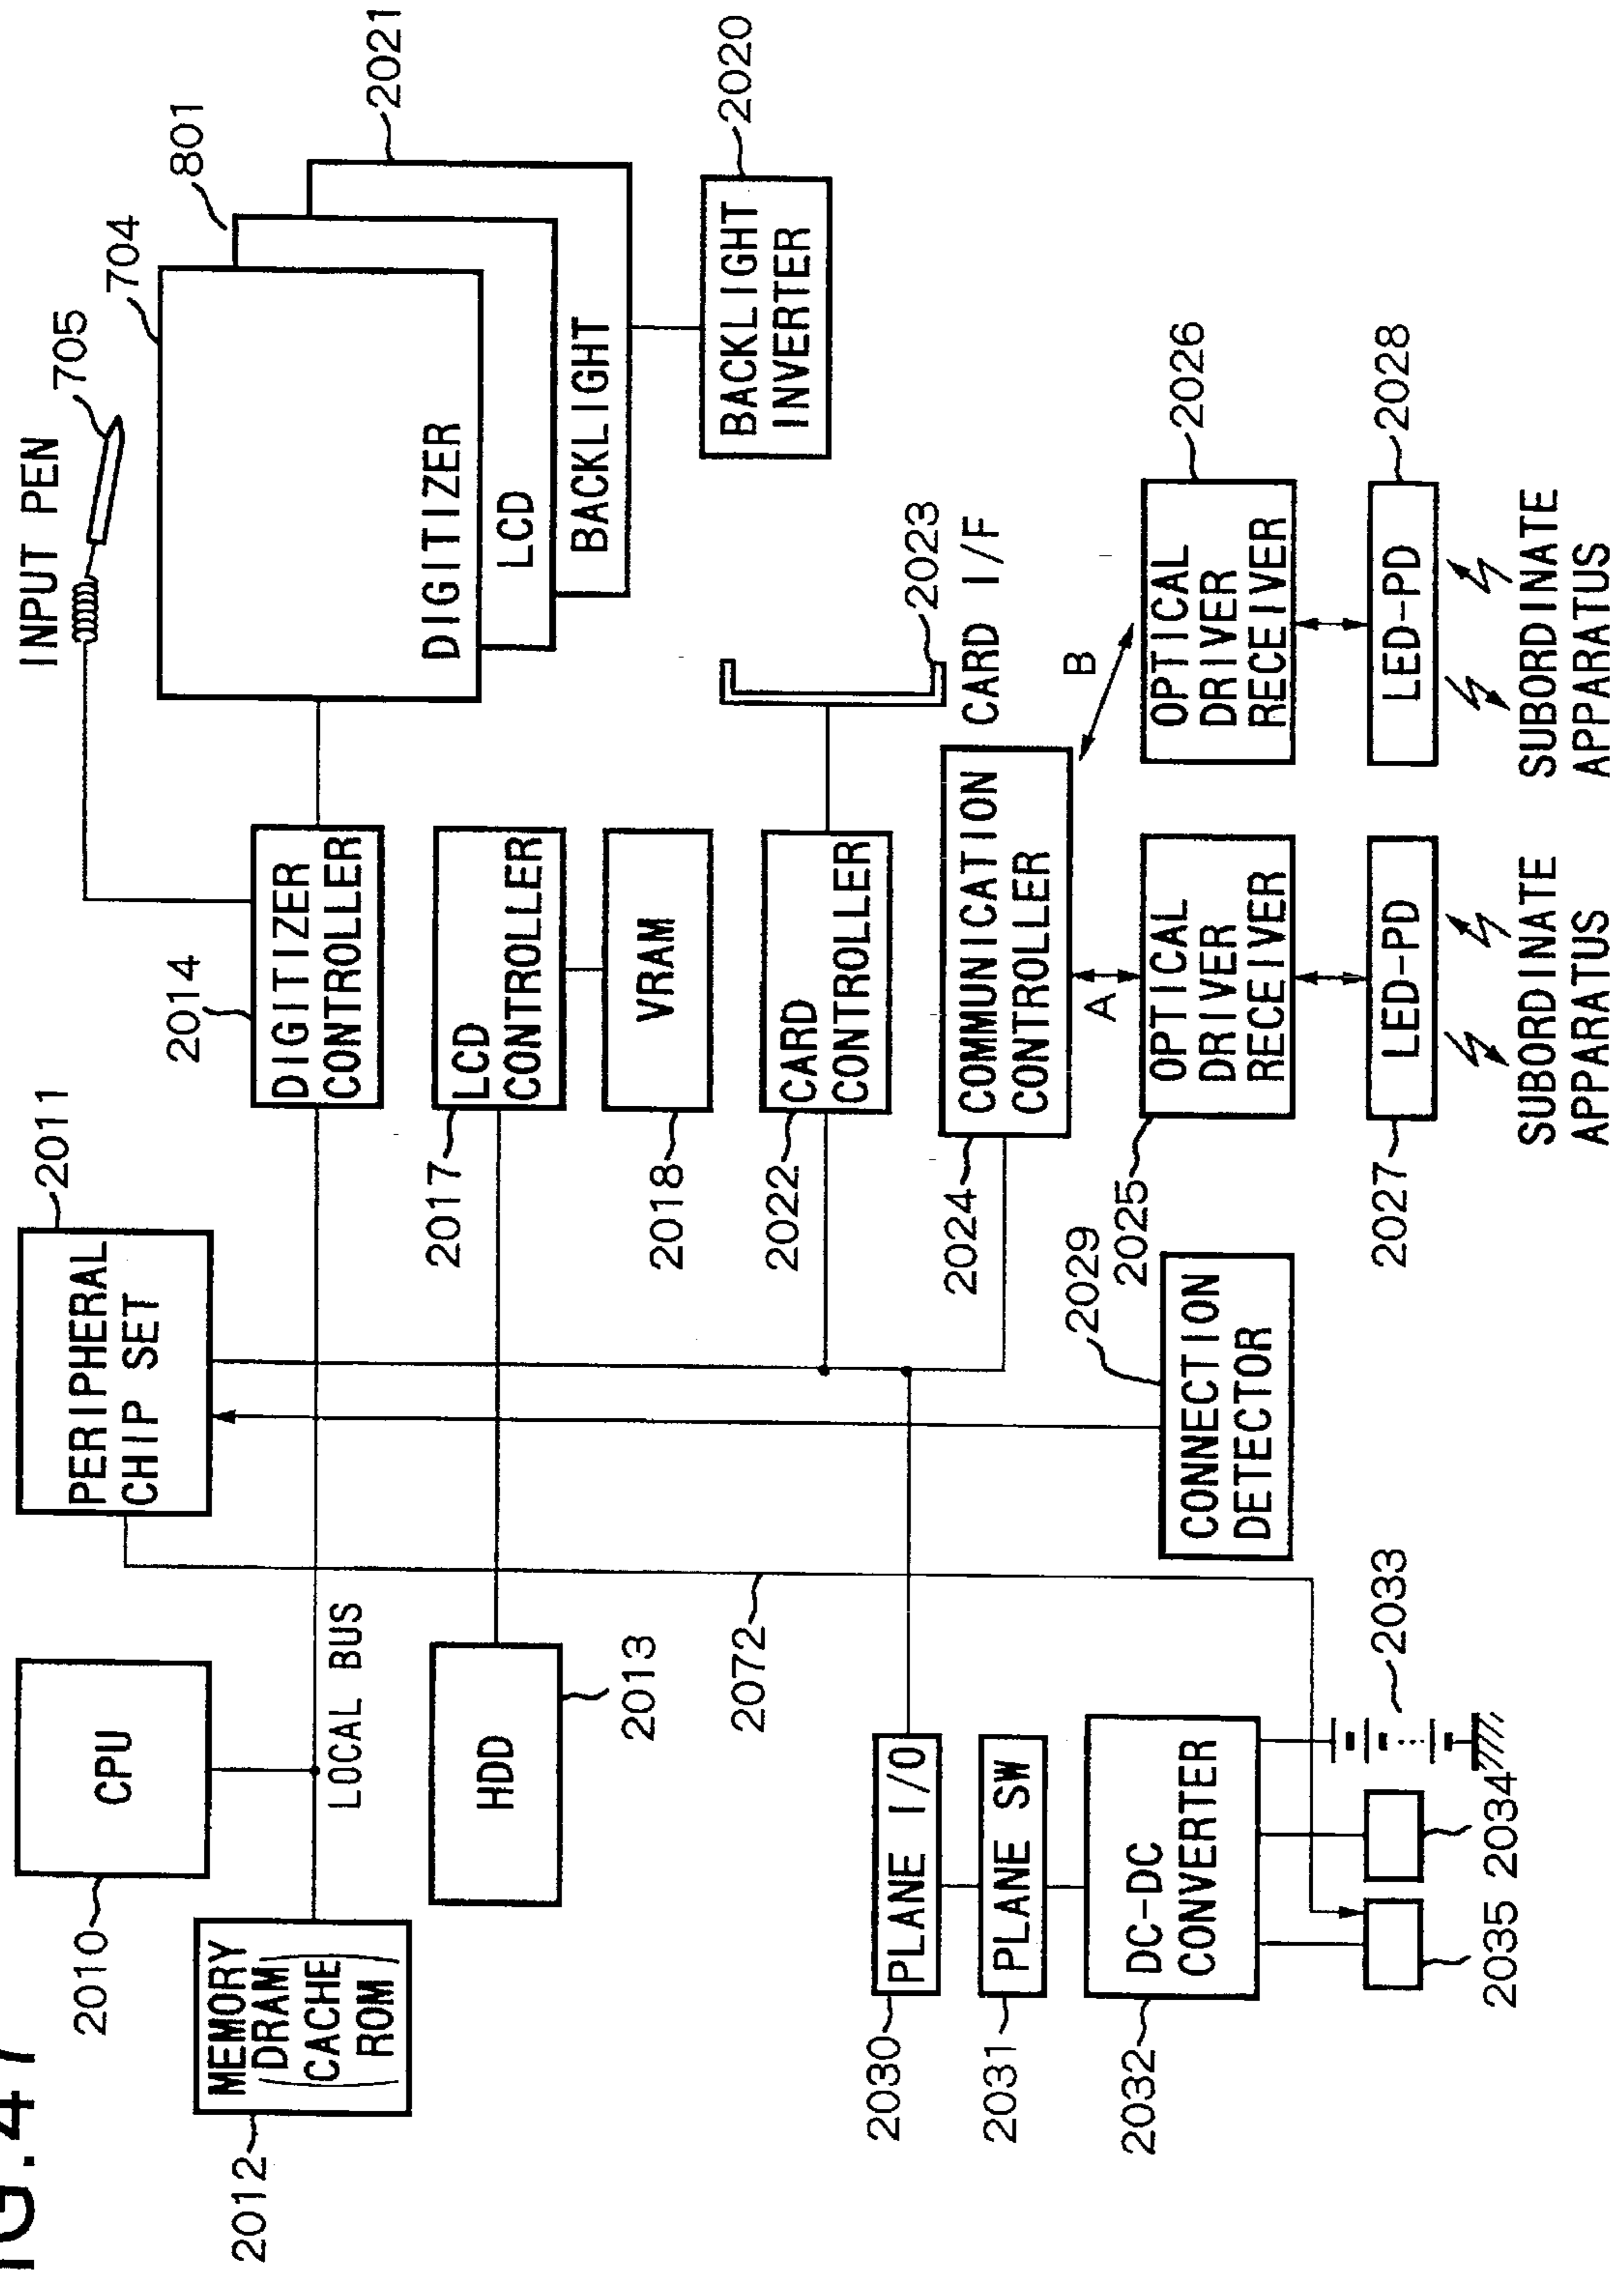 IG.47
CPU
2010
PERIPHERAL
CHIP SET
2011
INPUT PEN
705
704
801
2021
MEMORY
DRAM
CACHE
ROM
2012
LOCAL BUS
2014
DIGITIZER
CONTROLLER
DIGITIZER
LCD
BACKLIGHT
HDD
2013
2017
LCD
CONTROLLER
VRAM
2018
BACKLIGHT
INVERTER
2020
2072
2022
CARD
CONTROLLER
2023
CARD I/F
2030
PLANE I/O
2031
PLANE SW
2032
DC-DC
CONVERTER
2033
2034
2035
2029
CONNECTION
DETECTOR
2024
COMMUNICATION
CONTROLLER
A
B
2025
OPTICAL
DRIVER
RECEIVER
2026
OPTICAL
DRIVER
RECEIVER
2027
LED-PD
2028
LED-PD
SUBORDINATE
APPARATUS
SUBORDINATE
APPARATUS